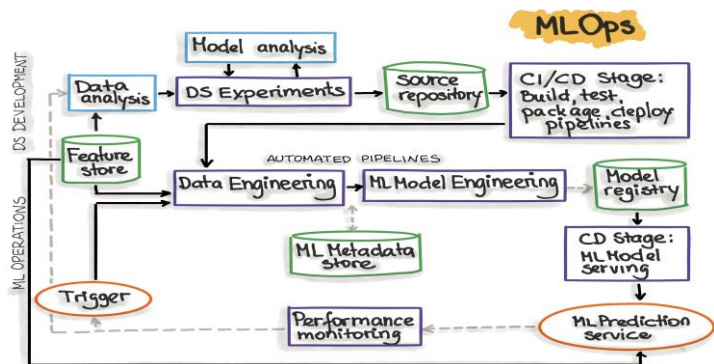 MLOps
Model analysis
Data
analysis
DS Experiments
Source
repository
CI/CD Stage:
Build, test,
package, deploy
pipelines
DS DEVELOPMENT
Feature
store
AUTOMATED PIPELINES
Data Engineering
ML Model Engineering
Model
registry
ML OPERATIONS
ML Metadata
store
CD Stage:
ML Model
serving
Trigger
Performance
monitoring
ML Prediction
service